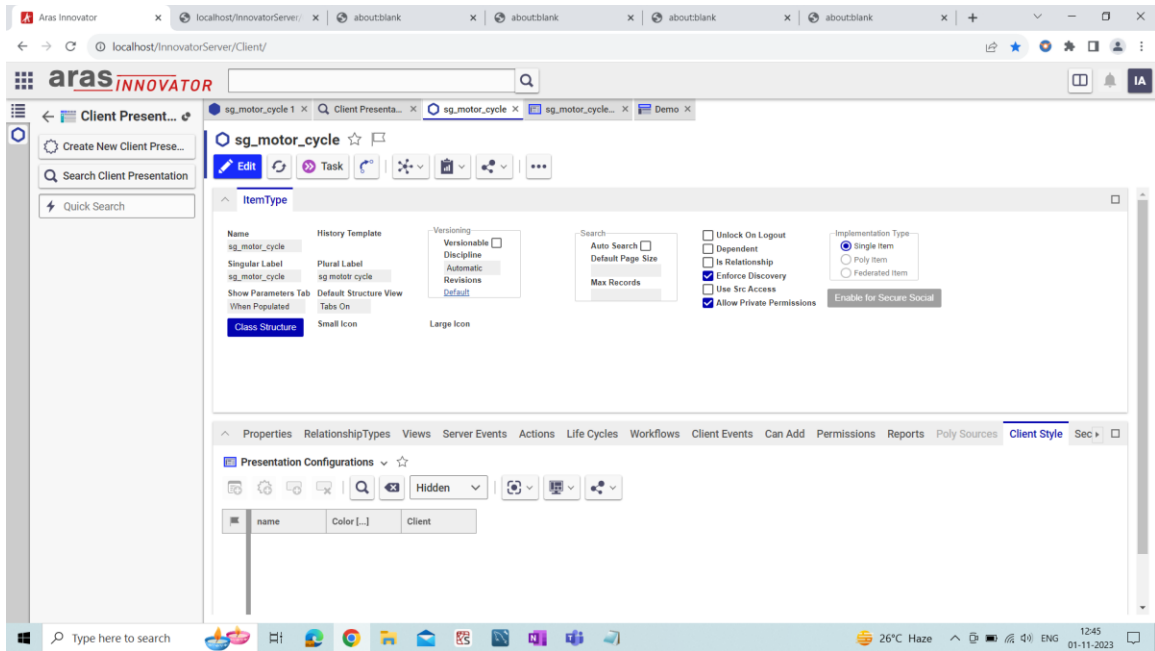 Aras Innovator
localhost/InnovatorServer/
about:blank
about:blank
about:blank
about:blank
localhost/InnovatorServer/Client/
aras INNOVATOR
IA
Client Present...
Create New Client Prese...
Search Client Presentation
Quick Search
sg_motor_cycle 1
Client Presenta...
sg_motor_cycle
sg_motor_cycle...
Demo
sg_motor_cycle
Edit
Task
ItemType
Name
sg_motor_cycle
History Template
Singular Label
sg_motor_cycle
Plural Label
sg mototr cycle
Show Parameters Tab
When Populated
Default Structure View
Tabs On
Class Structure
Small Icon
Large Icon
Versioning
Versionable
Discipline
Automatic
Revisions
Default
Search
Auto Search
Default Page Size
Max Records
Unlock On Logout
Dependent
Is Relationship
Enforce Discovery
Use Src Access
Allow Private Permissions
Implementation Type
Single Item
Poly Item
Federated Item
Enable for Secure Social
Properties RelationshipTypes Views Server Events Actions Life Cycles Workflows Client Events Can Add Permissions Reports Poly Sources Client Style Sec
Presentation Configurations
Hidden
name Color [...] Client
Type here to search
26°C Haze
ENG
12:45
01-11-2023